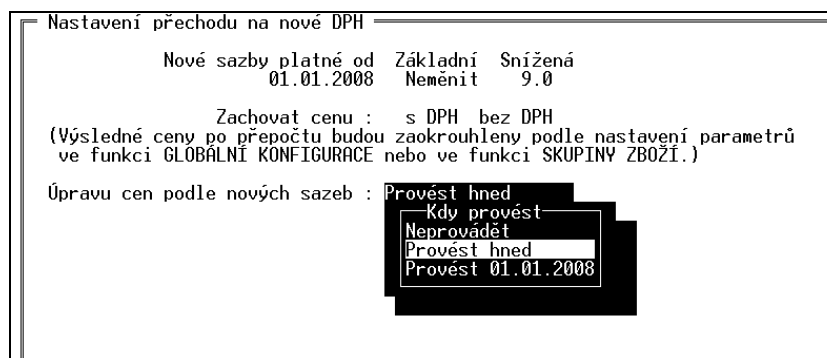 Nastavení přechodu na nové DPH
Nové sazby platné od Základní Snížená
01.01.2008 Neměnit 9.0
Zachovat cenu : s DPH bez DPH
(Výsledné ceny po přepočtu budou zaokrouhleny podle nastavení parametrů
ve funkci GLOBÁLNÍ KONFIGURACE nebo ve funkci SKUPINY ZBOŽÍ.)
Úpravu cen podle nových sazeb : Provést hned
Kdy provést
Neprovádět
Provést hned
Provést 01.01.2008